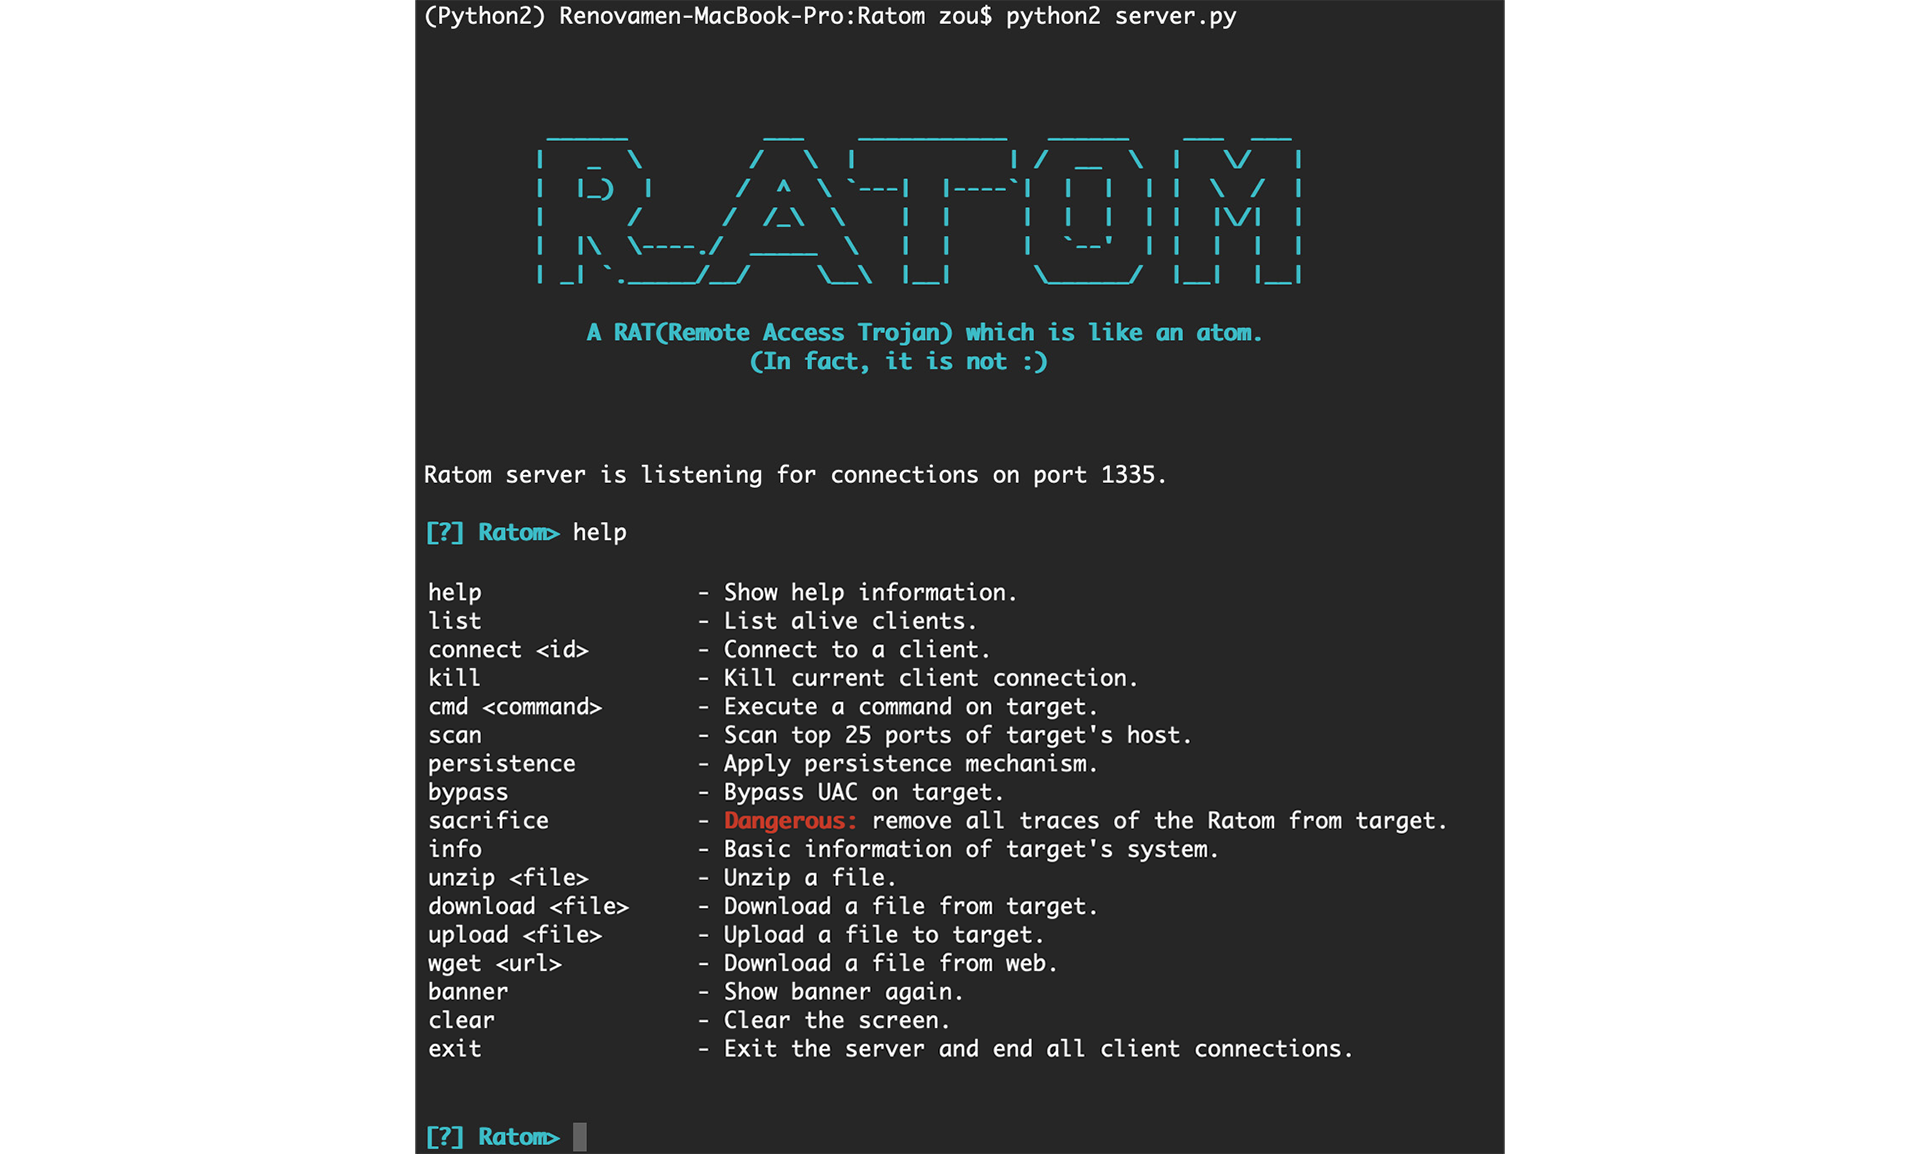 (Python2) Renovamen-MacBook-Pro:Ratom zou$ python2 server.py
RATOM
A RAT(Remote Access Trojan) which is like an atom.
(In fact, it is not :)
Ratom server is listening for connections on port 1335.
[?] Ratom> help
help - Show help information.
list - List alive clients.
connect <id> - Connect to a client.
kill - Kill current client connection.
cmd <command> - Execute a command on target.
scan - Scan top 25 ports of target's host.
persistence - Apply persistence mechanism.
bypass - Bypass UAC on target.
sacrifice - Dangerous: remove all traces of the Ratom from target.
info - Basic information of target's system.
unzip <file> - Unzip a file.
download <file> - Download a file from target.
upload <file> - Upload a file to target.
wget <url> - Download a file from web.
banner - Show banner again.
clear - Clear the screen.
exit - Exit the server and end all client connections.
[?] Ratom>